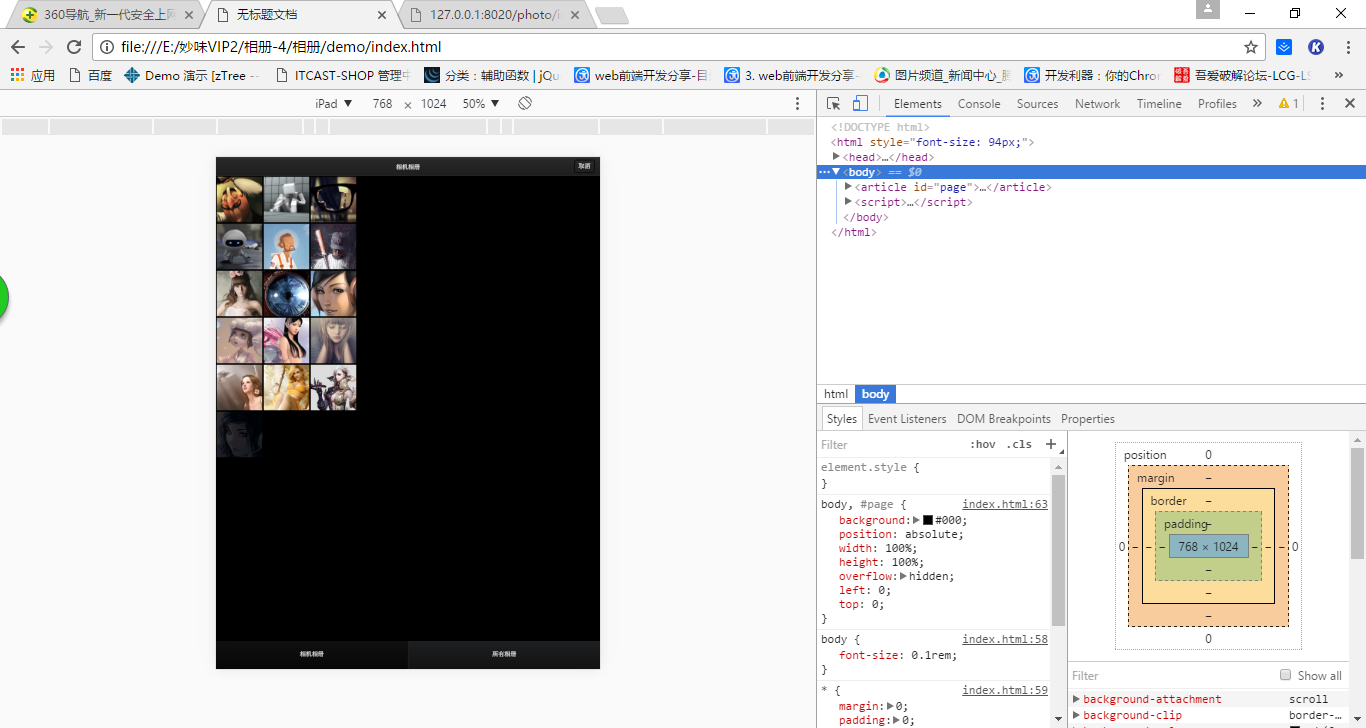 360导航_新一代安全上网
无标题文档
127.0.0.1:8020/photo/i
file:///E:/妙味VIP2/相册-4/相册/demo/index.html
应用
百度
Demo 演示 [zTree --
ITCAST-SHOP 管理中
分类：辅助函数 | jQu
web前端开发分享-目
3. web前端开发分享-
图片频道_新闻中心_腾
开发利器：你的Chro
吾爱破解论坛-LCG-LS
»
iPad ▼ 768 × 1024 50% ▼
相机相册
取消
相机相册
所有相册
Elements Console Sources Network Timeline Profiles » 1
<!DOCTYPE html>
<html style="font-size: 94px;">
▶<head>…</head>
…▼<body> == $0
▶<article id="page">…</article>
▶<script>…</script>
</body>
</html>
html body
Styles Event Listeners DOM Breakpoints Properties
Filter :hov .cls +
element.style {
}
body, #page { index.html:63
background:▶#000;
position: absolute;
width: 100%;
height: 100%;
overflow:▶hidden;
left: 0;
top: 0;
}
body { index.html:58
font-size: 0.1rem;
}
* { index.html:59
margin:▶0;
padding:▶0;
position 0
margin –
border –
padding –
0 – – – 768 × 1024 – – – 0
–
–
–
0
Filter Show all
▶background-attachment scroll
▶background-clip border-…